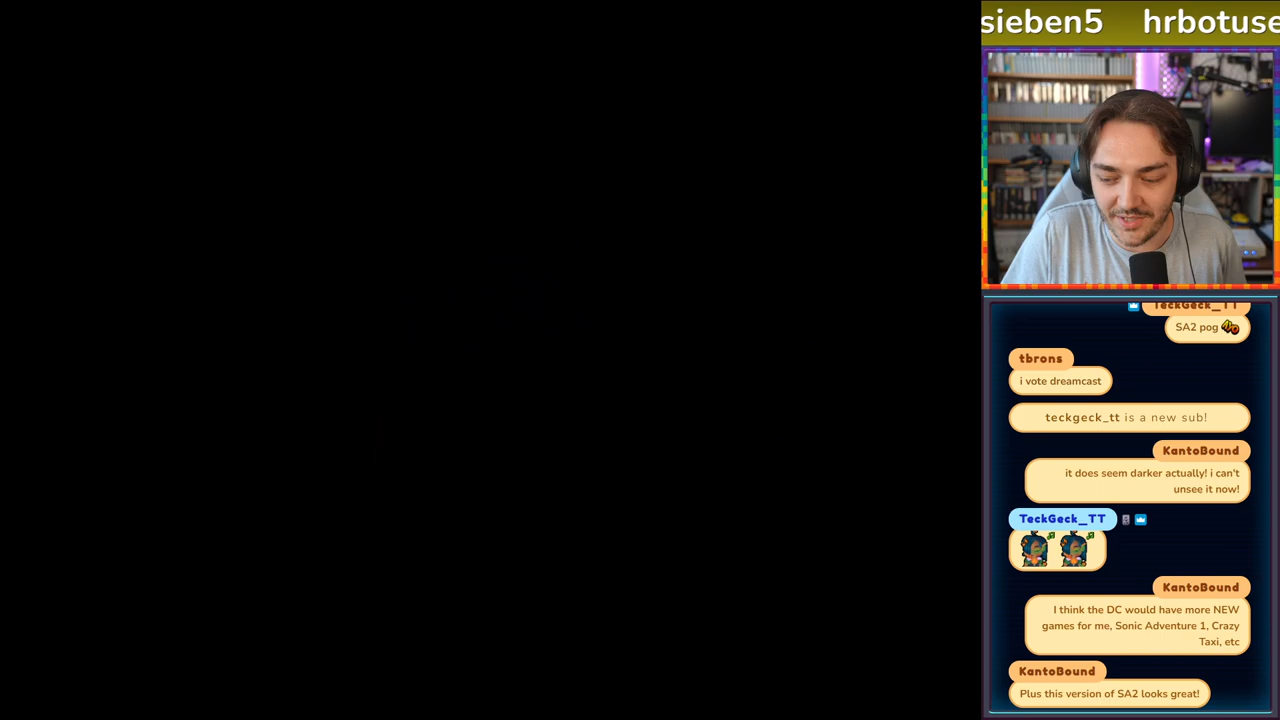 sieben5 hrbotuse
TeckGeck_TT
SA2 pog
tbrons
i vote dreamcast
teckgeck_tt is a new sub!
KantoBound
it does seem darker actually! i can't
unsee it now!
TeckGeck_TT
KantoBound
I think the DC would have more NEW
games for me, Sonic Adventure 1, Crazy
Taxi, etc
KantoBound
Plus this version of SA2 looks great!